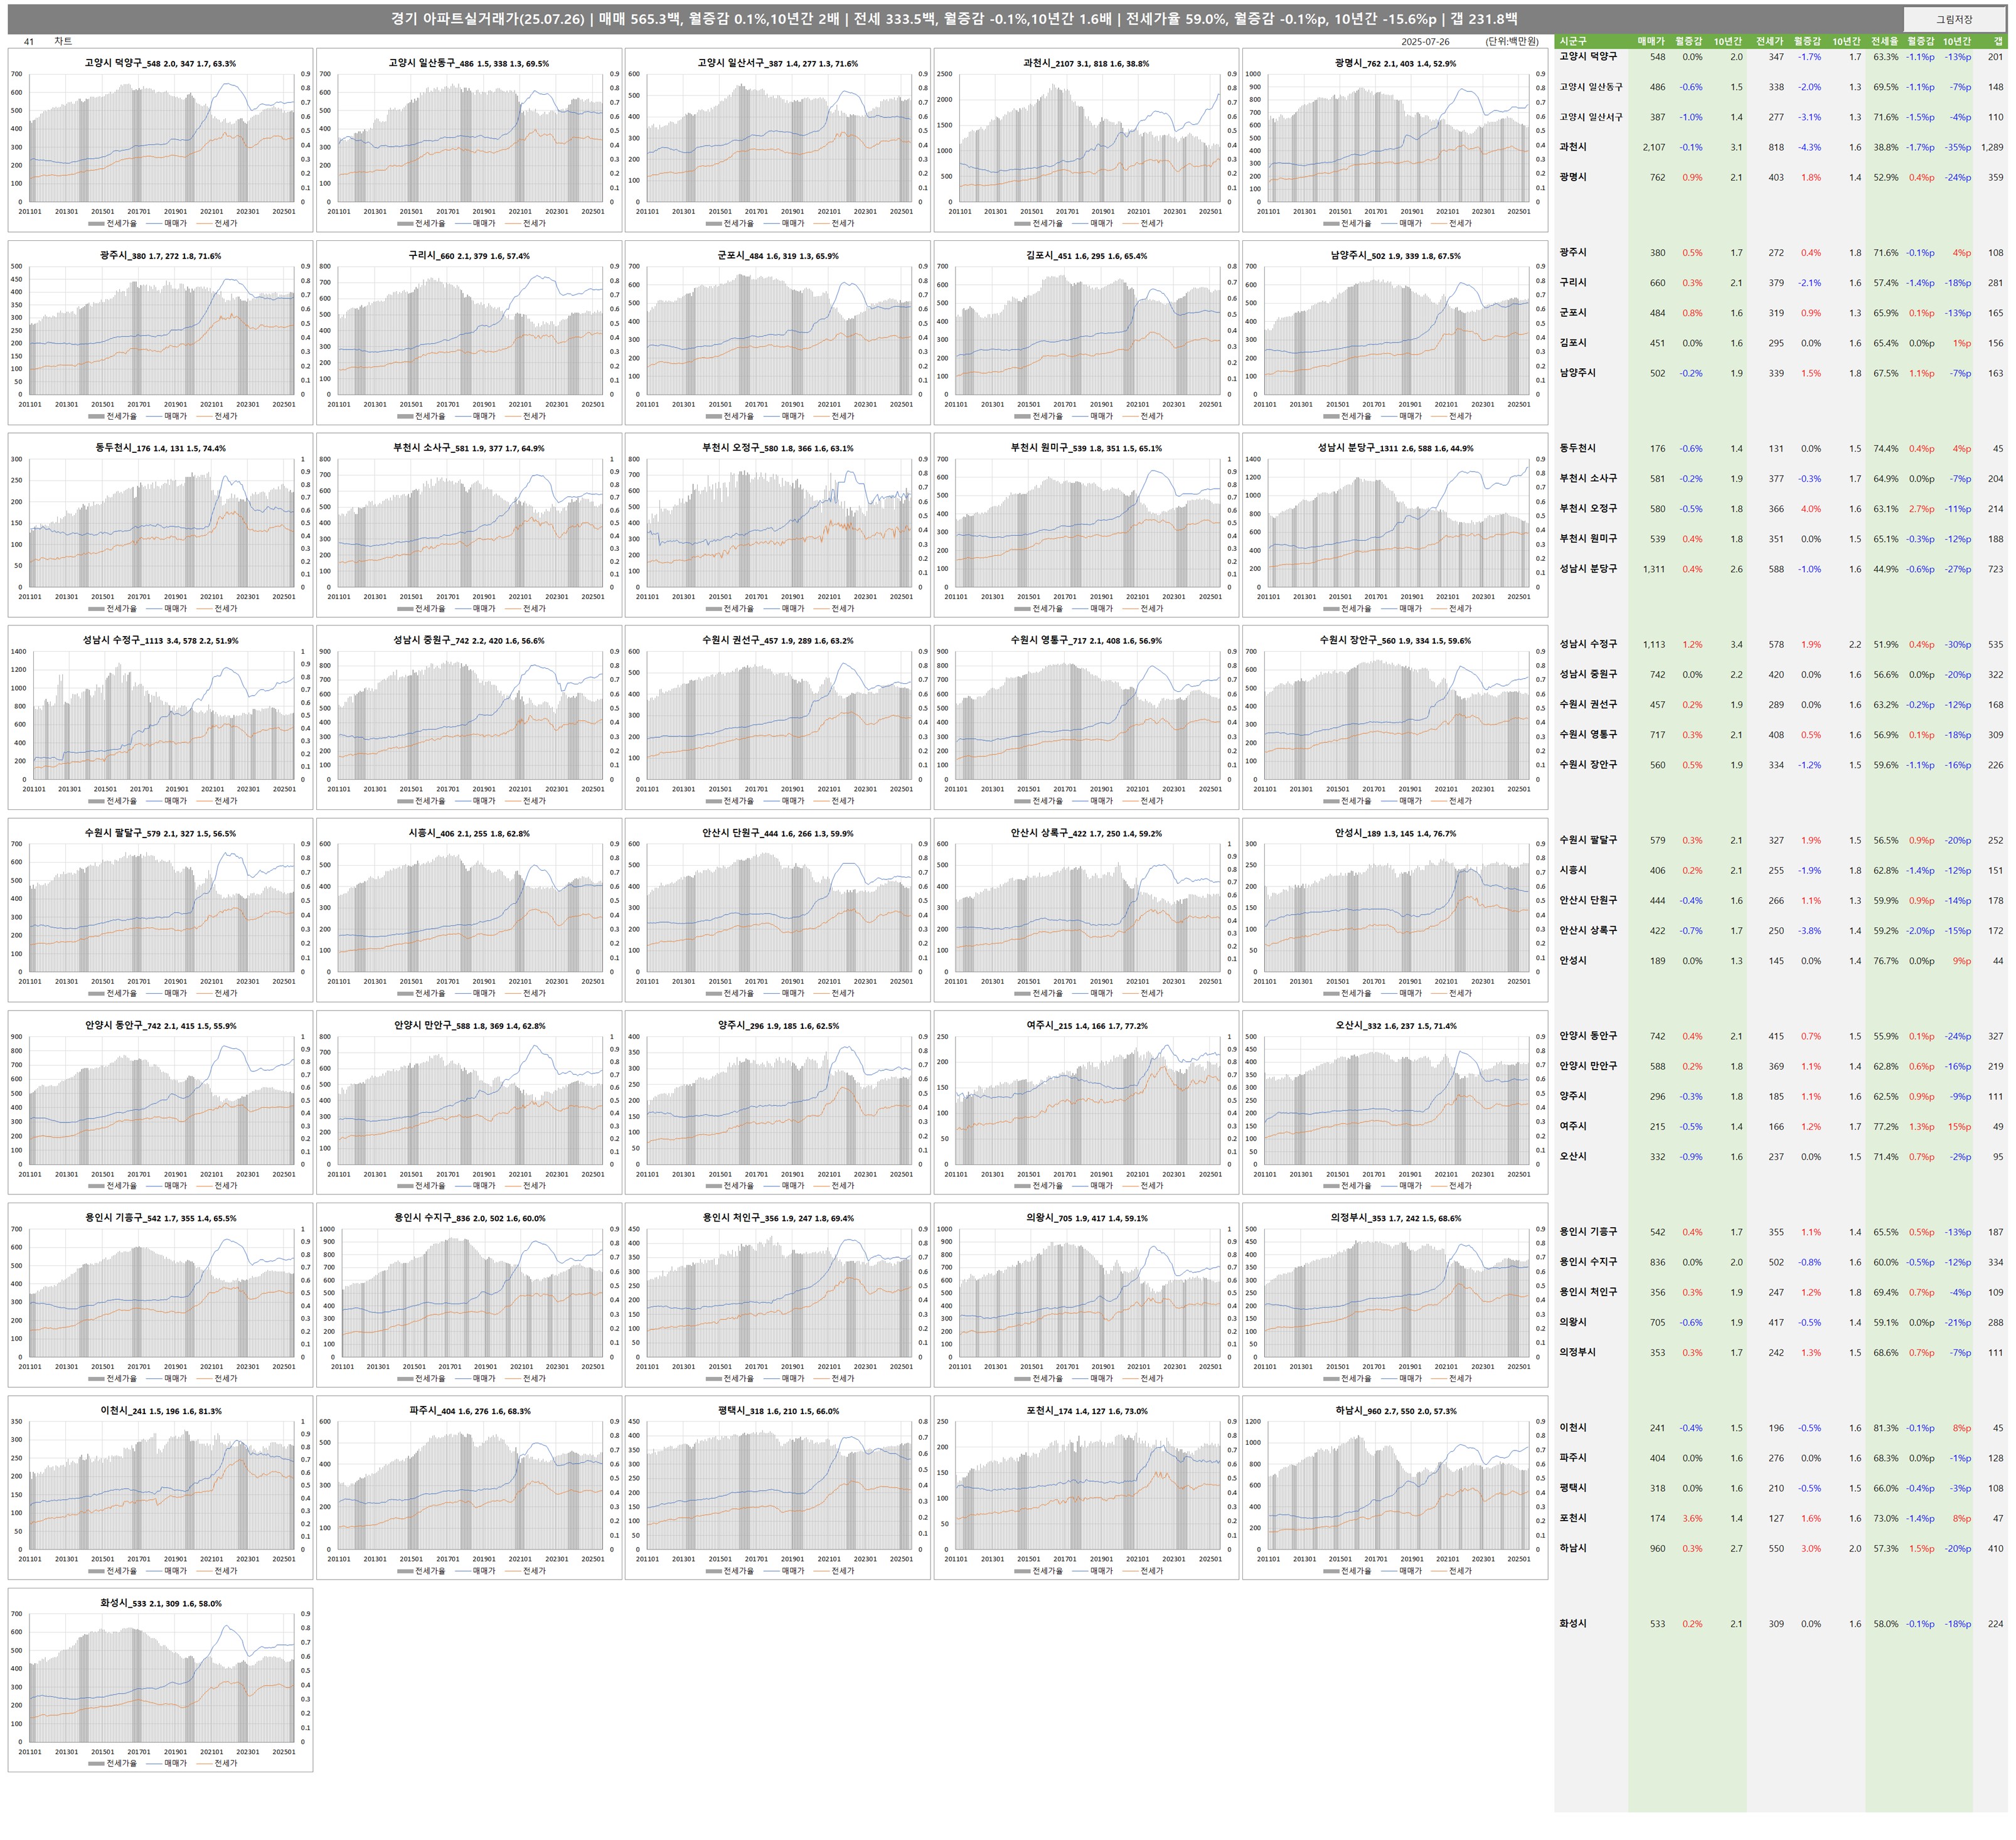 경기 아파트실거래가(25.07.26) | 매매 565.3백, 월증감 0.1%,10년간 2배 | 전세 333.5백, 월증감 -0.1%,10년간 1.6배 | 전세가율 59.0%, 월증감 -0.1%p, 10년간 -15.6%p | 갭 231.8백
그림저장
41 차트 2025-07-26 (단위:백만원)
고양시 덕양구_548 2.0, 347 1.7, 63.3%
고양시 일산동구_486 1.5, 338 1.3, 69.5%
고양시 일산서구_387 1.4, 277 1.3, 71.6%
과천시_2107 3.1, 818 1.6, 38.8%
광명시_762 2.1, 403 1.4, 52.9%
전세가율 매매가 전세가
광주시_380 1.7, 272 1.8, 71.6%
구리시_660 2.1, 379 1.6, 57.4%
군포시_484 1.6, 319 1.3, 65.9%
김포시_451 1.6, 295 1.6, 65.4%
남양주시_502 1.9, 339 1.8, 67.5%
동두천시_176 1.4, 131 1.5, 74.4%
부천시 소사구_581 1.9, 377 1.7, 64.9%
부천시 오정구_580 1.8, 366 1.6, 63.1%
부천시 원미구_539 1.8, 351 1.5, 65.1%
성남시 분당구_1311 2.6, 588 1.6, 44.9%
성남시 수정구_1113 3.4, 578 2.2, 51.9%
성남시 중원구_742 2.2, 420 1.6, 56.6%
수원시 권선구_457 1.9, 289 1.6, 63.2%
수원시 영통구_717 2.1, 408 1.6, 56.9%
수원시 장안구_560 1.9, 334 1.5, 59.6%
수원시 팔달구_579 2.1, 327 1.5, 56.5%
시흥시_406 2.1, 255 1.8, 62.8%
안산시 단원구_444 1.6, 266 1.3, 59.9%
안산시 상록구_422 1.7, 250 1.4, 59.2%
안성시_189 1.3, 145 1.4, 76.7%
안양시 동안구_742 2.1, 415 1.5, 55.9%
안양시 만안구_588 1.8, 369 1.4, 62.8%
양주시_296 1.9, 185 1.6, 62.5%
여주시_215 1.4, 166 1.7, 77.2%
오산시_332 1.6, 237 1.5, 71.4%
용인시 기흥구_542 1.7, 355 1.4, 65.5%
용인시 수지구_836 2.0, 502 1.6, 60.0%
용인시 처인구_356 1.9, 247 1.8, 69.4%
의왕시_705 1.9, 417 1.4, 59.1%
의정부시_353 1.7, 242 1.5, 68.6%
이천시_241 1.5, 196 1.6, 81.3%
파주시_404 1.6, 276 1.6, 68.3%
평택시_318 1.6, 210 1.5, 66.0%
포천시_174 1.4, 127 1.6, 73.0%
하남시_960 2.7, 550 2.0, 57.3%
화성시_533 2.1, 309 1.6, 58.0%
201101 201301 201501 201701 201901 202101 202301 202501
전세가율 매매가 전세가
시군구 매매가 월증감 10년간 전세가 월증감 10년간 전세율 월증감 10년간 갭
고양시 덕양구 548 0.0% 2.0 347 -1.7% 1.7 63.3% -1.1%p -13%p 201
고양시 일산동구 486 -0.6% 1.5 338 -2.0% 1.3 69.5% -1.1%p -7%p 148
고양시 일산서구 387 -1.0% 1.4 277 -3.1% 1.3 71.6% -1.5%p -4%p 110
과천시 2,107 -0.1% 3.1 818 -4.3% 1.6 38.8% -1.7%p -35%p 1,289
광명시 762 0.9% 2.1 403 1.8% 1.4 52.9% 0.4%p -24%p 359
광주시 380 0.5% 1.7 272 0.4% 1.8 71.6% -0.1%p 4%p 108
구리시 660 0.3% 2.1 379 -2.1% 1.6 57.4% -1.4%p -18%p 281
군포시 484 0.8% 1.6 319 0.9% 1.3 65.9% 0.1%p -13%p 165
김포시 451 0.0% 1.6 295 0.0% 1.6 65.4% 0.0%p 1%p 156
남양주시 502 -0.2% 1.9 339 1.5% 1.8 67.5% 1.1%p -7%p 163
동두천시 176 -0.6% 1.4 131 0.0% 1.5 74.4% 0.4%p 4%p 45
부천시 소사구 581 -0.2% 1.9 377 -0.3% 1.7 64.9% 0.0%p -7%p 204
부천시 오정구 580 -0.5% 1.8 366 4.0% 1.6 63.1% 2.7%p -11%p 214
부천시 원미구 539 0.4% 1.8 351 0.0% 1.5 65.1% -0.3%p -12%p 188
성남시 분당구 1,311 0.4% 2.6 588 -1.0% 1.6 44.9% -0.6%p -27%p 723
성남시 수정구 1,113 1.2% 3.4 578 1.9% 2.2 51.9% 0.4%p -30%p 535
성남시 중원구 742 0.0% 2.2 420 0.0% 1.6 56.6% 0.0%p -20%p 322
수원시 권선구 457 0.2% 1.9 289 0.0% 1.6 63.2% -0.2%p -12%p 168
수원시 영통구 717 0.3% 2.1 408 0.5% 1.6 56.9% 0.1%p -18%p 309
수원시 장안구 560 0.5% 1.9 334 -1.2% 1.5 59.6% -1.1%p -16%p 226
수원시 팔달구 579 0.3% 2.1 327 1.9% 1.5 56.5% 0.9%p -20%p 252
시흥시 406 0.2% 2.1 255 -1.9% 1.8 62.8% -1.4%p -12%p 151
안산시 단원구 444 -0.4% 1.6 266 1.1% 1.3 59.9% 0.9%p -14%p 178
안산시 상록구 422 -0.7% 1.7 250 -3.8% 1.4 59.2% -2.0%p -15%p 172
안성시 189 0.0% 1.3 145 0.0% 1.4 76.7% 0.0%p 9%p 44
안양시 동안구 742 0.4% 2.1 415 0.7% 1.5 55.9% 0.1%p -24%p 327
안양시 만안구 588 0.2% 1.8 369 1.1% 1.4 62.8% 0.6%p -16%p 219
양주시 296 -0.3% 1.8 185 1.1% 1.6 62.5% 0.9%p -9%p 111
여주시 215 -0.5% 1.4 166 1.2% 1.7 77.2% 1.3%p 15%p 49
오산시 332 -0.9% 1.6 237 0.0% 1.5 71.4% 0.7%p -2%p 95
용인시 기흥구 542 0.4% 1.7 355 1.1% 1.4 65.5% 0.5%p -13%p 187
용인시 수지구 836 0.0% 2.0 502 -0.8% 1.6 60.0% -0.5%p -12%p 334
용인시 처인구 356 0.3% 1.9 247 1.2% 1.8 69.4% 0.7%p -4%p 109
의왕시 705 -0.6% 1.9 417 -0.5% 1.4 59.1% 0.0%p -21%p 288
의정부시 353 0.3% 1.7 242 1.3% 1.5 68.6% 0.7%p -7%p 111
이천시 241 -0.4% 1.5 196 -0.5% 1.6 81.3% -0.1%p 8%p 45
파주시 404 0.0% 1.6 276 0.0% 1.6 68.3% 0.0%p -1%p 128
평택시 318 0.0% 1.6 210 -0.5% 1.5 66.0% -0.4%p -3%p 108
포천시 174 3.6% 1.4 127 1.6% 1.6 73.0% -1.4%p 8%p 47
하남시 960 0.3% 2.7 550 3.0% 2.0 57.3% 1.5%p -20%p 410
화성시 533 0.2% 2.1 309 0.0% 1.6 58.0% -0.1%p -18%p 224